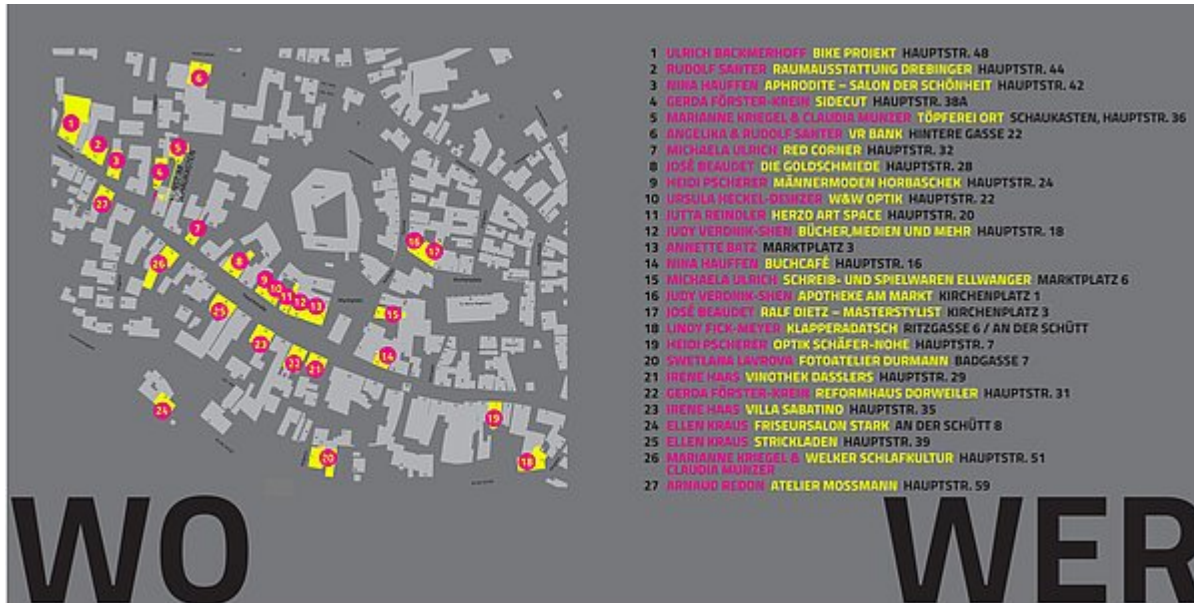 1 ULRICH BACKMERHOFF BIKE PROJEKT HAUPTSTR. 48
2 RUDOLF SANTER RAUMAUSSTATTUNG DREBINGER HAUPTSTR. 44
3 NINA HAUFFEN APHRODITE – SALON DER SCHÖNHEIT HAUPTSTR. 42
4 GERDA FÖRSTER-KREIN SIDECUT HAUPTSTR. 38A
5 MARIANNE KRIEGEL & CLAUDIA MUNZER TÖPFEREI ORT SCHAUKASTEN, HAUPTSTR. 36
6 ANGELIKA & RUDOLF SANTER VR BANK HINTERE GASSE 22
7 MICHAELA ULRICH RED CORNER HAUPTSTR. 32
8 JOSÉ BEAUDET DIE GOLDSCHMIEDE HAUPTSTR. 28
9 HEIDI PSCHERER MÄNNERMODEN HORBASCHEK HAUPTSTR. 24
10 URSULA HECKEL-DEHIZER W&W OPTIK HAUPTSTR. 22
11 JUTTA REINDLER HERZO ART SPACE HAUPTSTR. 20
12 JUDY VERDNIK-SHEN BÜCHER,MEDIEN UND MEHR HAUPTSTR. 18
13 ANNETTE BATZ MARKTPLATZ 3
14 NINA HAUFFEN BUCHCAFÉ HAUPTSTR. 16
15 MICHAELA ULRICH SCHREIB- UND SPIELWAREN ELLWANGER MARKTPLATZ 6
16 JUDY VERDNIK-SHEN APOTHEKE AM MARKT KIRCHENPLATZ 1
17 JOSÉ BEAUDET RALF DIETZ – MASTERSTYLIST KIRCHENPLATZ 3
18 LINDY FICK-MEYER KLAPPERADATSCH RITZGASSE 6 / AN DER SCHÜTT
19 HEIDI PSCHERER OPTIK SCHÄFER-NOHE HAUPTSTR. 7
20 SWETLANA LAVROVA FOTOATELIER DURMANN BADGASSE 7
21 IRENE HAAS VINOTHEK DASSLERS HAUPTSTR. 29
22 GERDA FÖRSTER-KREIN REFORMHAUS DORWEILER HAUPTSTR. 31
23 IRENE HAAS VILLA SABATINO HAUPTSTR. 35
24 ELLEN KRAUS FRISEURSALON STARK AN DER SCHÜTT 8
25 ELLEN KRAUS STRICKLADEN HAUPTSTR. 39
26 MARIANNE KRIEGEL & WELKER SCHLAFKULTUR HAUPTSTR. 51
CLAUDIA MUNZER
27 ARNAUD REDON ATELIER MOSSMANN HAUPTSTR. 59
WO
WER